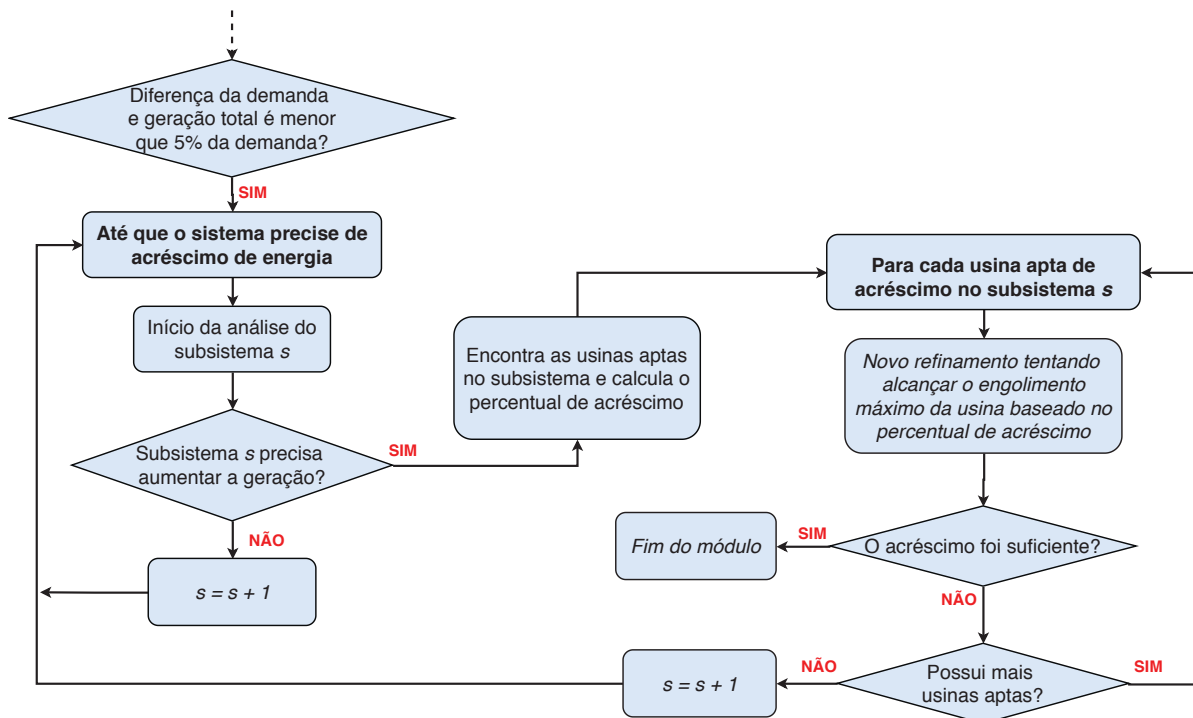 Diferença da demanda
e geração total é menor
que 5% da demanda?
SIM
Até que o sistema precise de
acréscimo de energia
Início da análise do
subsistema s
Subsistema s precisa
aumentar a geração?
SIM
NÃO
s = s + 1
Encontra as usinas aptas
no subsistema e calcula o
percentual de acréscimo
Para cada usina apta de
acréscimo no subsistema s
Novo refinamento tentando
alcançar o engolimento
máximo da usina baseado no
percentual de acréscimo
O acréscimo foi suficiente?
SIM
Fim do módulo
NÃO
Possui mais
usinas aptas?
SIM
NÃO
s = s + 1